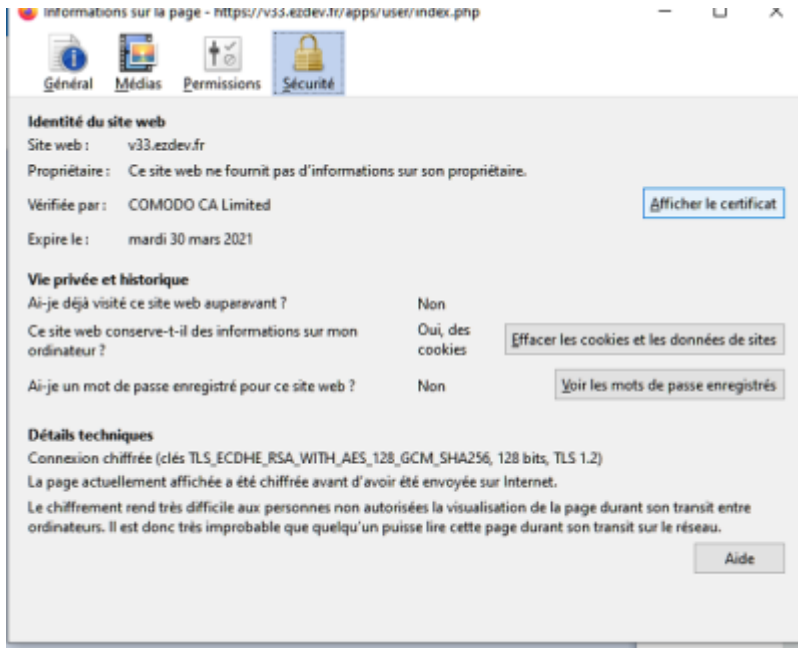 Informations sur la page - https://v33.ezdev.fr/apps/user/index.php
Général Médias Permissions Sécurité
Identité du site web
Site web : v33.ezdev.fr
Propriétaire : Ce site web ne fournit pas d'informations sur son propriétaire.
Vérifiée par : COMODO CA Limited Afficher le certificat
Expire le : mardi 30 mars 2021
Vie privée et historique
Ai-je déjà visité ce site web auparavant ? Non
Ce site web conserve-t-il des informations sur mon ordinateur ? Oui, des cookies Effacer les cookies et les données de sites
Ai-je un mot de passe enregistré pour ce site web ? Non Voir les mots de passe enregistrés
Détails techniques
Connexion chiffrée (clés TLS_ECDHE_RSA_WITH_AES_128_GCM_SHA256, 128 bits, TLS 1.2)
La page actuellement affichée a été chiffrée avant d'avoir été envoyée sur Internet.
Le chiffrement rend très difficile aux personnes non autorisées la visualisation de la page durant son transit entre
ordinateurs. Il est donc très improbable que quelqu'un puisse lire cette page durant son transit sur le réseau.
Aide